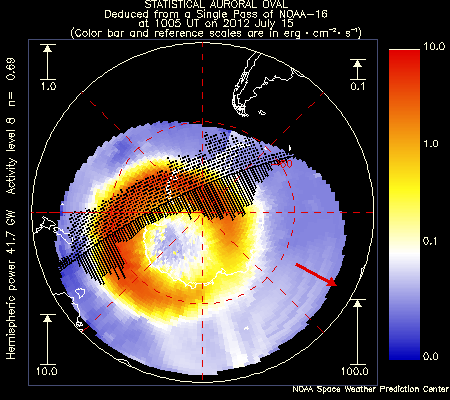 STATISTICAL AURORAL OVAL
Deduced from a Single Pass of NOAA-16
at 1005 UT on 2012 July 15
(Color bar and reference scales are in erg · cm⁻² · s⁻¹)
Hemispheric power 41.7 GW Activity level 8 n= 0.69
1.0
0.1
10.0
100.0
10.0
1.0
0.1
0.0
NOAA Space Weather Prediction Center